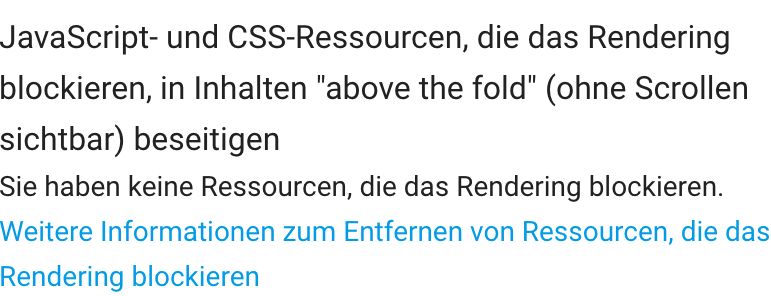 JavaScript- und CSS-Ressourcen, die das Rendering
blockieren, in Inhalten "above the fold" (ohne Scrollen
sichtbar) beseitigen
Sie haben keine Ressourcen, die das Rendering blockieren.
Weitere Informationen zum Entfernen von Ressourcen, die das
Rendering blockieren